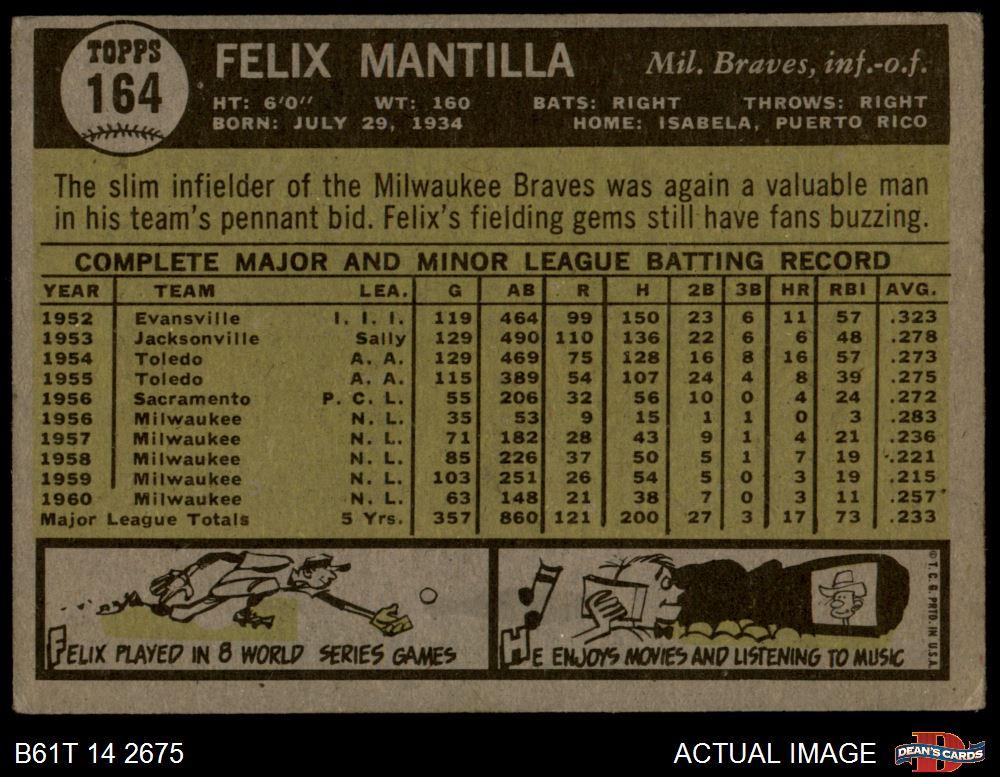 TOPPS
164
FELIX MANTILLA
Mil. Braves, inf.-o.f.
HT: 6'0" WT: 160 BATS: RIGHT THROWS: RIGHT
BORN: JULY 29, 1934 HOME: ISABELA, PUERTO RICO
The slim infielder of the Milwaukee Braves was again a valuable man
in his team's pennant bid. Felix's fielding gems still have fans buzzing.
COMPLETE MAJOR AND MINOR LEAGUE BATTING RECORD
YEAR TEAM LEA. G AB R H 2B 3B HR RBI AVG.
1952 Evansville I. I. I. 119 464 99 150 23 6 11 57 .323
1953 Jacksonville Sally 129 490 110 136 22 6 6 48 .278
1954 Toledo A. A. 129 469 75 128 16 8 16 57 .273
1955 Toledo A. A. 115 389 54 107 24 4 8 39 .275
1956 Sacramento P. C. L. 55 206 32 56 10 0 4 24 .272
1956 Milwaukee N. L. 35 53 9 15 1 1 0 3 .283
1957 Milwaukee N. L. 71 182 28 43 9 1 4 21 .236
1958 Milwaukee N. L. 85 226 37 50 5 1 7 19 .221
1959 Milwaukee N. L. 103 251 26 54 5 0 3 19 .215
1960 Milwaukee N. L. 63 148 21 38 7 0 3 11 .257
Major League Totals 5 Yrs. 357 860 121 200 27 3 17 73 .233
FELIX PLAYED IN 8 WORLD SERIES GAMES
HE ENJOYS MOVIES AND LISTENING TO MUSIC
© T. C. G. PRTD. IN U.S.A.
B61T 14 2675
ACTUAL IMAGE
DEAN'S CARDS